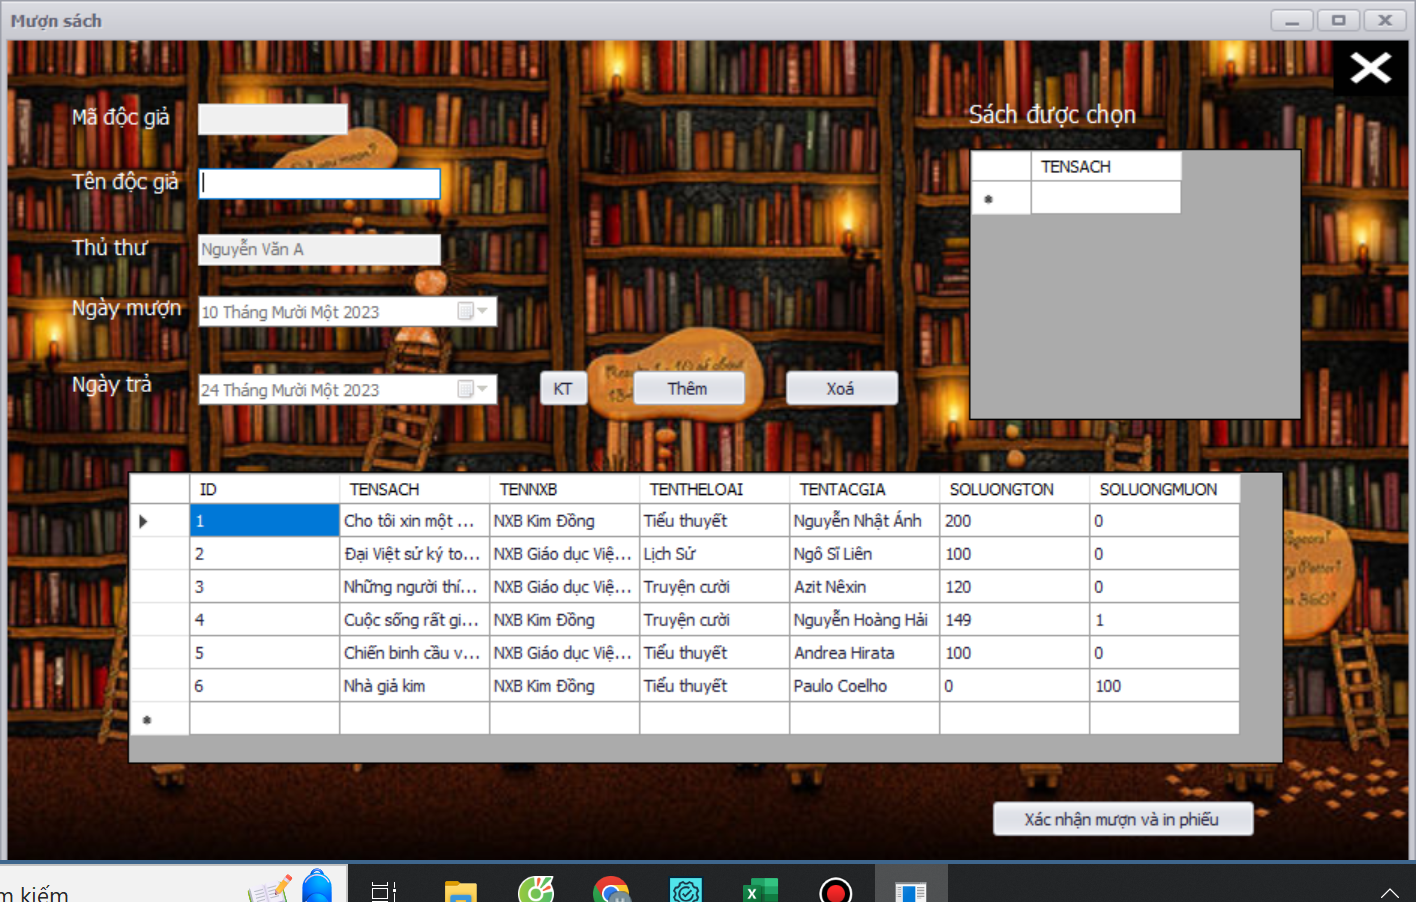 Mượn sách
Mã độc giả
Sách được chọn
TENSACH
Tên độc giả
Thủ thư
Nguyễn Văn A
Ngày mượn
10 Tháng Mười Một 2023
Ngày trả
24 Tháng Mười Một 2023
KT
Thêm
Xoá
ID TENSACH TENNXB TENTHELOAI TENTACGIA SOLUONGTON SOLUONGMUON
1 Cho tôi xin một ... NXB Kim Đồng Tiểu thuyết Nguyễn Nhật Ánh 200 0
2 Đại Việt sử ký to... NXB Giáo dục Việ... Lịch Sử Ngô Sĩ Liên 100 0
3 Những người thí... NXB Giáo dục Việ... Truyện cười Azit Nêxin 120 0
4 Cuộc sống rất gi... NXB Kim Đồng Truyện cười Nguyễn Hoàng Hải 149 1
5 Chiến binh cầu v... NXB Giáo dục Việ... Tiểu thuyết Andrea Hirata 100 0
6 Nhà giả kim NXB Kim Đồng Tiểu thuyết Paulo Coelho 0 100
Xác nhận mượn và in phiếu
m kiếm